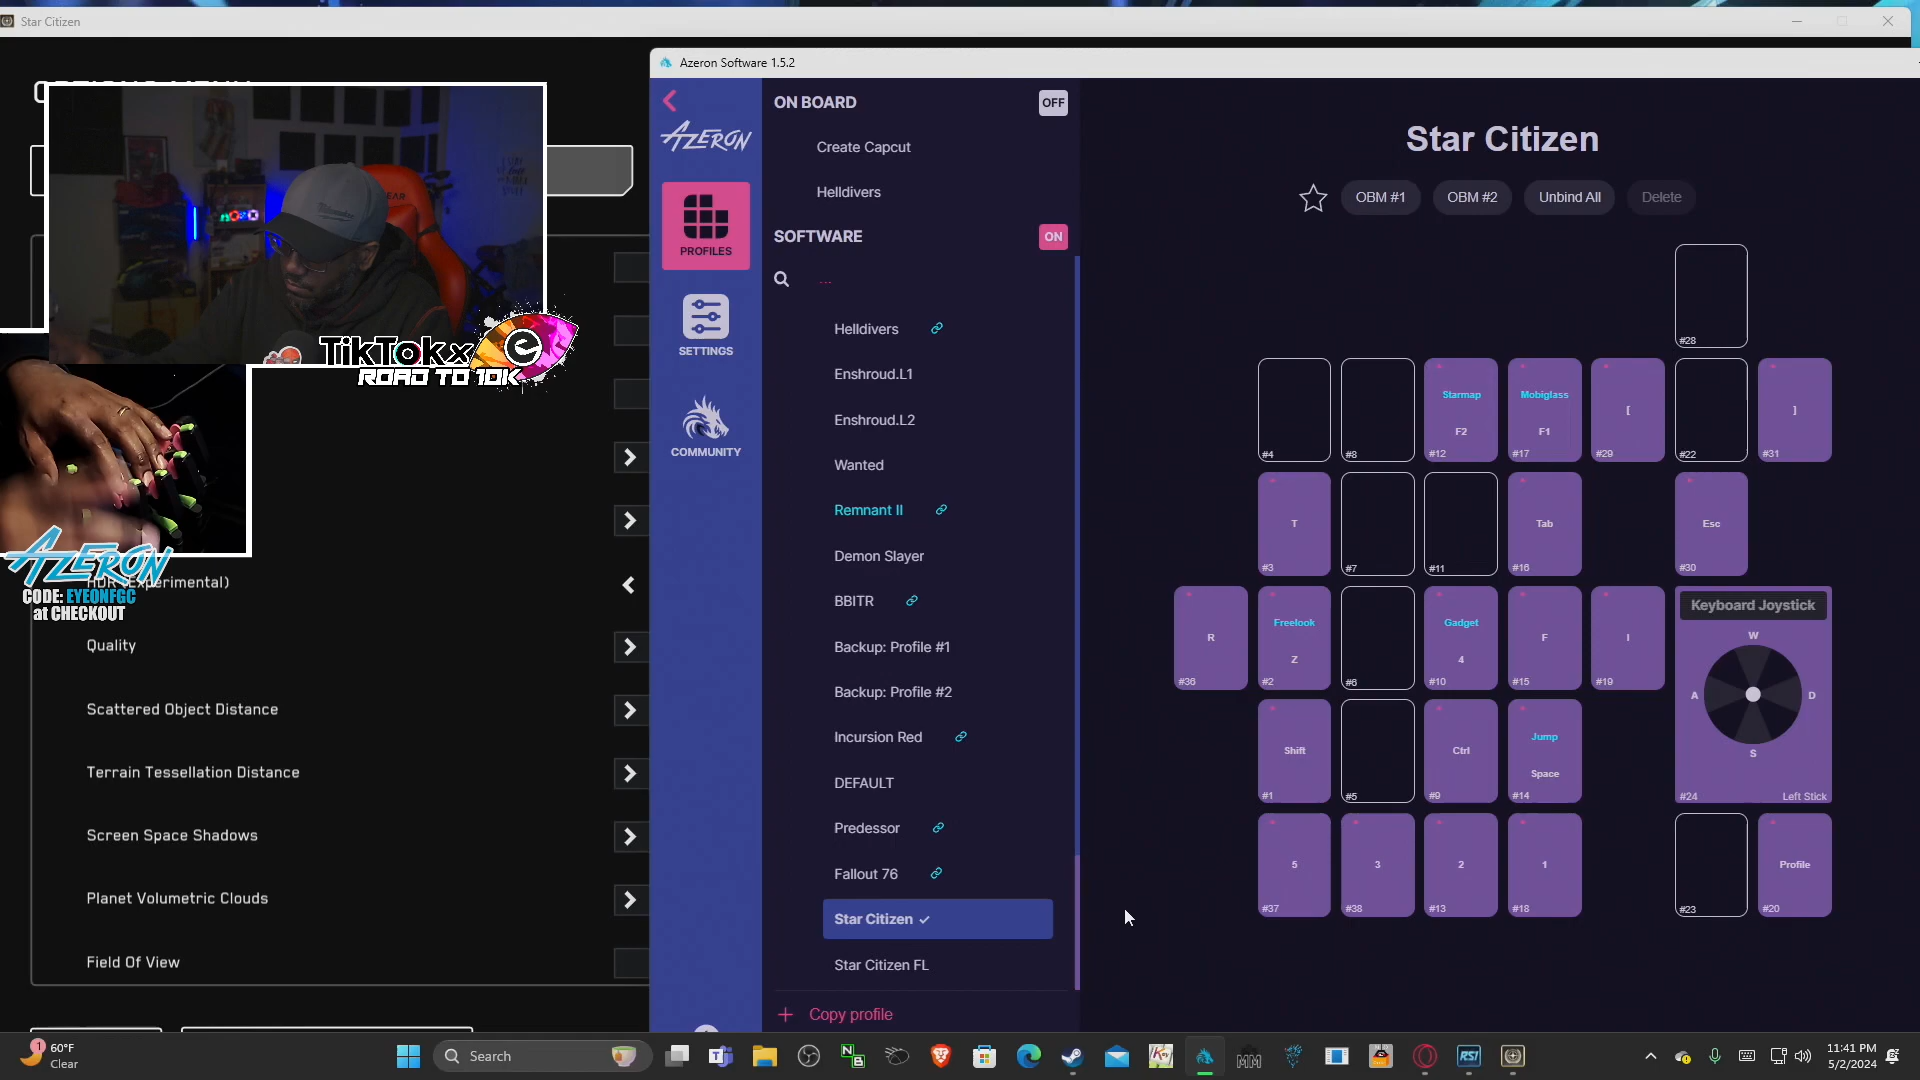 Star Citizen
Azeron Software 1.5.2
AZERON
PROFILES
SETTINGS
COMMUNITY
ON BOARD
OFF
Create Capcut
Helldivers
SOFTWARE
ON
...
Helldivers
Enshroud.L1
Enshroud.L2
Wanted
Remnant II
Demon Slayer
BBITR
Backup: Profile #1
Backup: Profile #2
Incursion Red
DEFAULT
Predessor
Fallout 76
Star Citizen
Star Citizen FL
+ Copy profile
Star Citizen
OBM #1
OBM #2
Unbind All
Delete
#28
#4
#8
Starmap
F2
#12
Mobiglass
F1
#17
[
#29
#22
]
#31
T
#3
#7
#11
Tab
#16
Esc
#30
R
#36
Freelook
Z
#2
#6
Gadget
4
#10
F
#15
I
#19
Keyboard Joystick
W
A
D
S
#24
Left Stick
Shift
#1
#5
Ctrl
#9
Jump
Space
#14
5
#37
3
#38
2
#13
1
#18
#23
Profile
#20
TikTok x e
ROAD TO 10K
AZERON
CODE: EYEONFGC
at CHECKOUT
HDR (Experimental)
Quality
Scattered Object Distance
Terrain Tessellation Distance
Screen Space Shadows
Planet Volumetric Clouds
Field Of View
1
60°F
Clear
Search
RSI
11:41 PM
5/2/2024